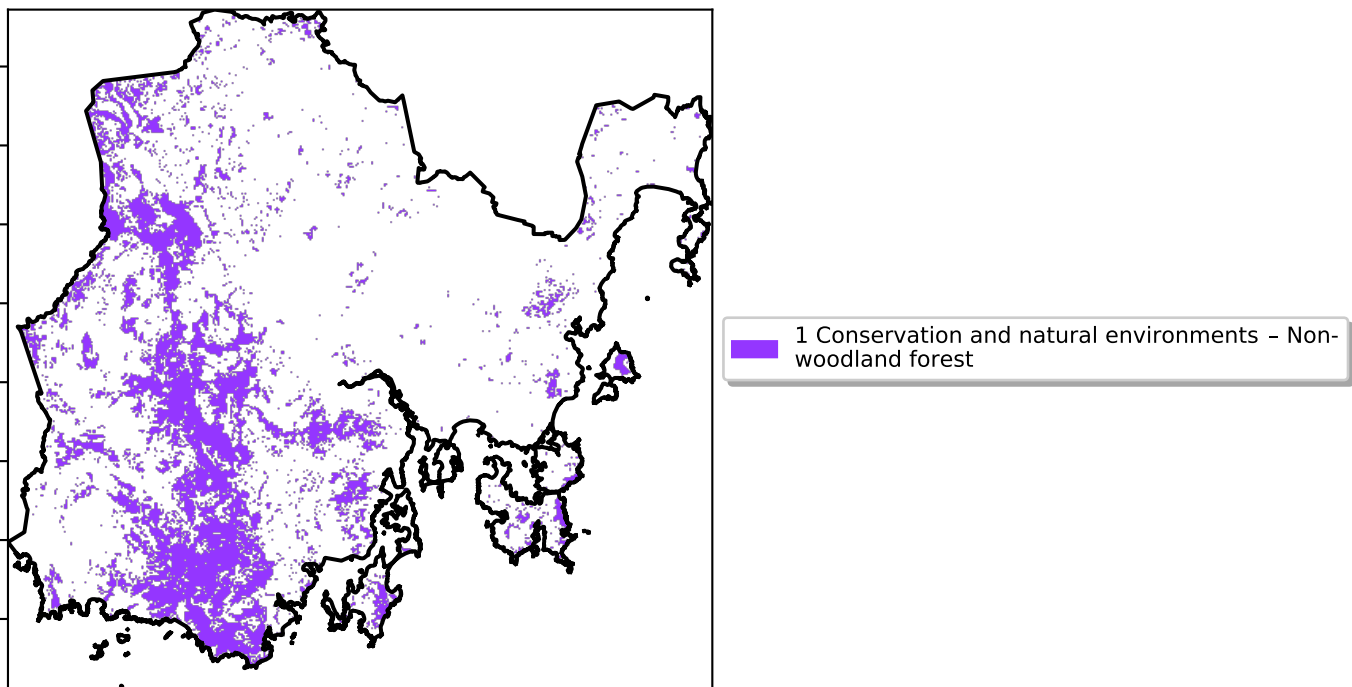 1 Conservation and natural environments – Non-
woodland forest